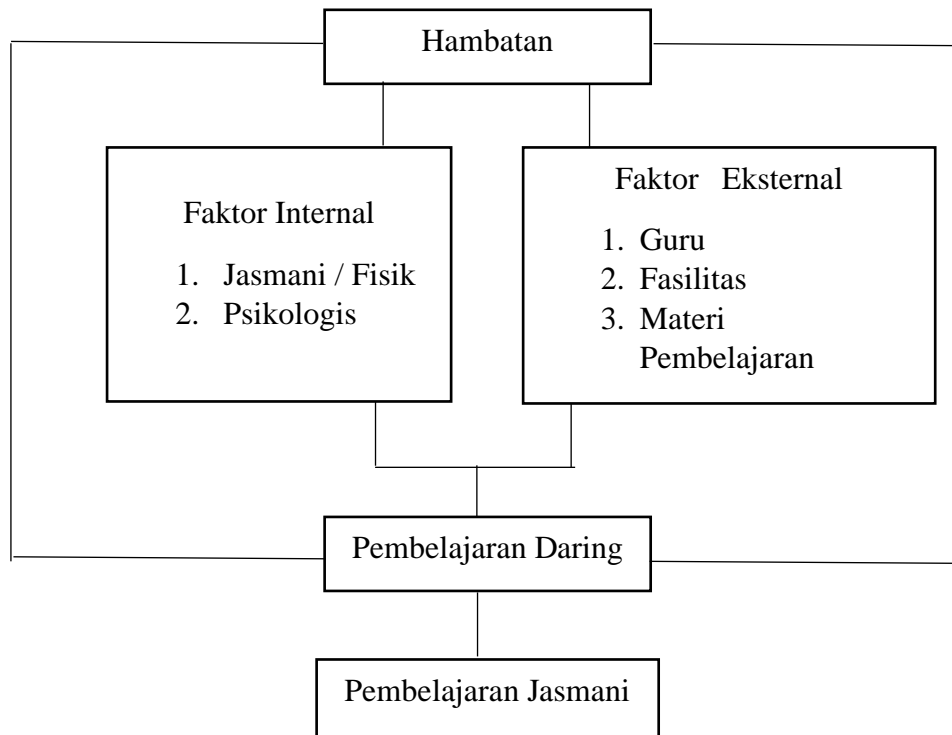 Hambatan
Faktor Internal
1. Jasmani / Fisik
2. Psikologis
Faktor Eksternal
1. Guru
2. Fasilitas
3. Materi
Pembelajaran
Pembelajaran Daring
Pembelajaran Jasmani